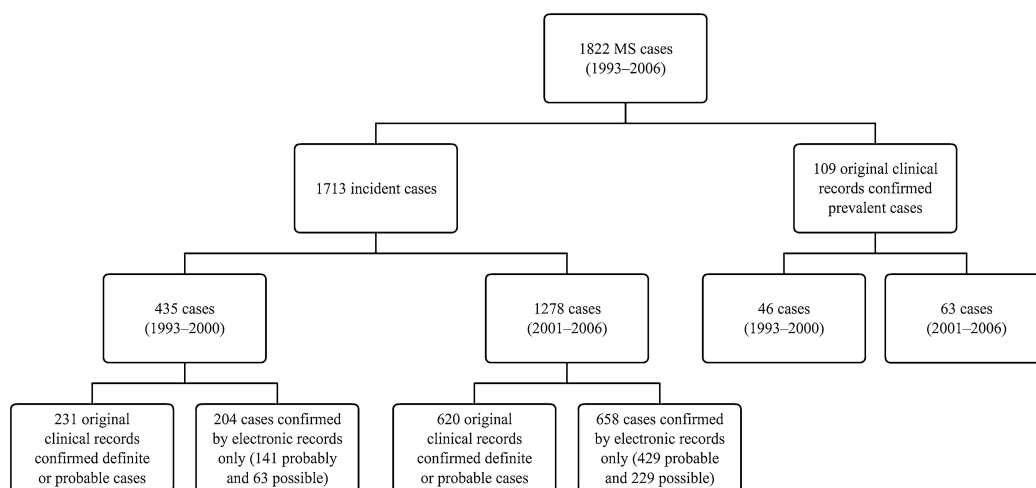 1822 MS cases
(1993–2006)
1713 incident cases
109 original clinical
records confirmed
prevalent cases
435 cases
(1993–2000)
1278 cases
(2001–2006)
46 cases
(1993–2000)
63 cases
(2001–2006)
231 original
clinical records
confirmed definite
or probable cases
204 cases confirmed
by electronic records
only (141 probably
and 63 possible)
620 original
clinical records
confirmed definite
or probable cases
658 cases confirmed
by electronic records
only (429 probable
and 229 possible)